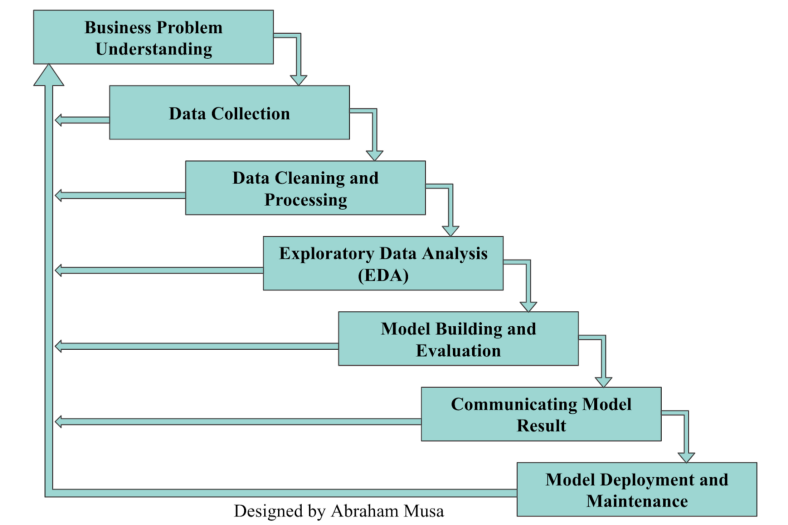 Business Problem
Understanding
Data Collection
Data Cleaning and
Processing
Exploratory Data Analysis
(EDA)
Model Building and
Evaluation
Communicating Model
Result
Model Deployment and
Maintenance
Designed by Abraham Musa